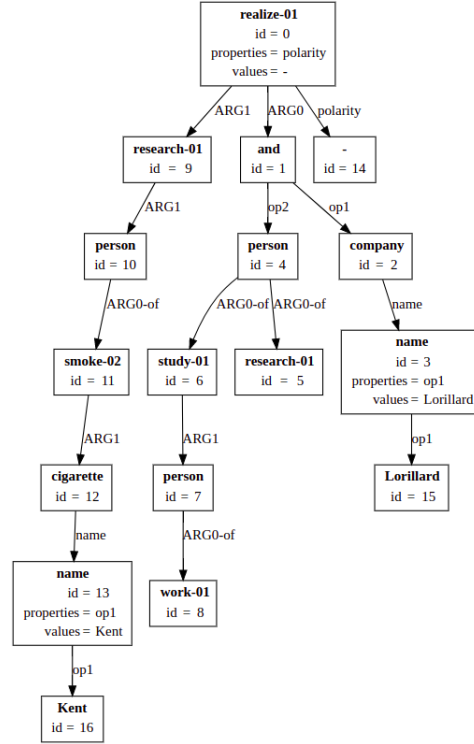 realize-01
id = 0
properties = polarity
values = -
ARG1 ARG0 polarity
research-01
id = 9
and
id = 1
-
id = 14
ARG1 op2 op1
person
id = 10
person
id = 4
company
id = 2
ARG0-of ARG0-of ARG0-of name
smoke-02
id = 11
study-01
id = 6
research-01
id = 5
name
id = 3
properties = op1
values = Lorillard
ARG1 ARG1 op1
cigarette
id = 12
person
id = 7
Lorillard
id = 15
name ARG0-of
name
id = 13
properties = op1
values = Kent
work-01
id = 8
op1
Kent
id = 16